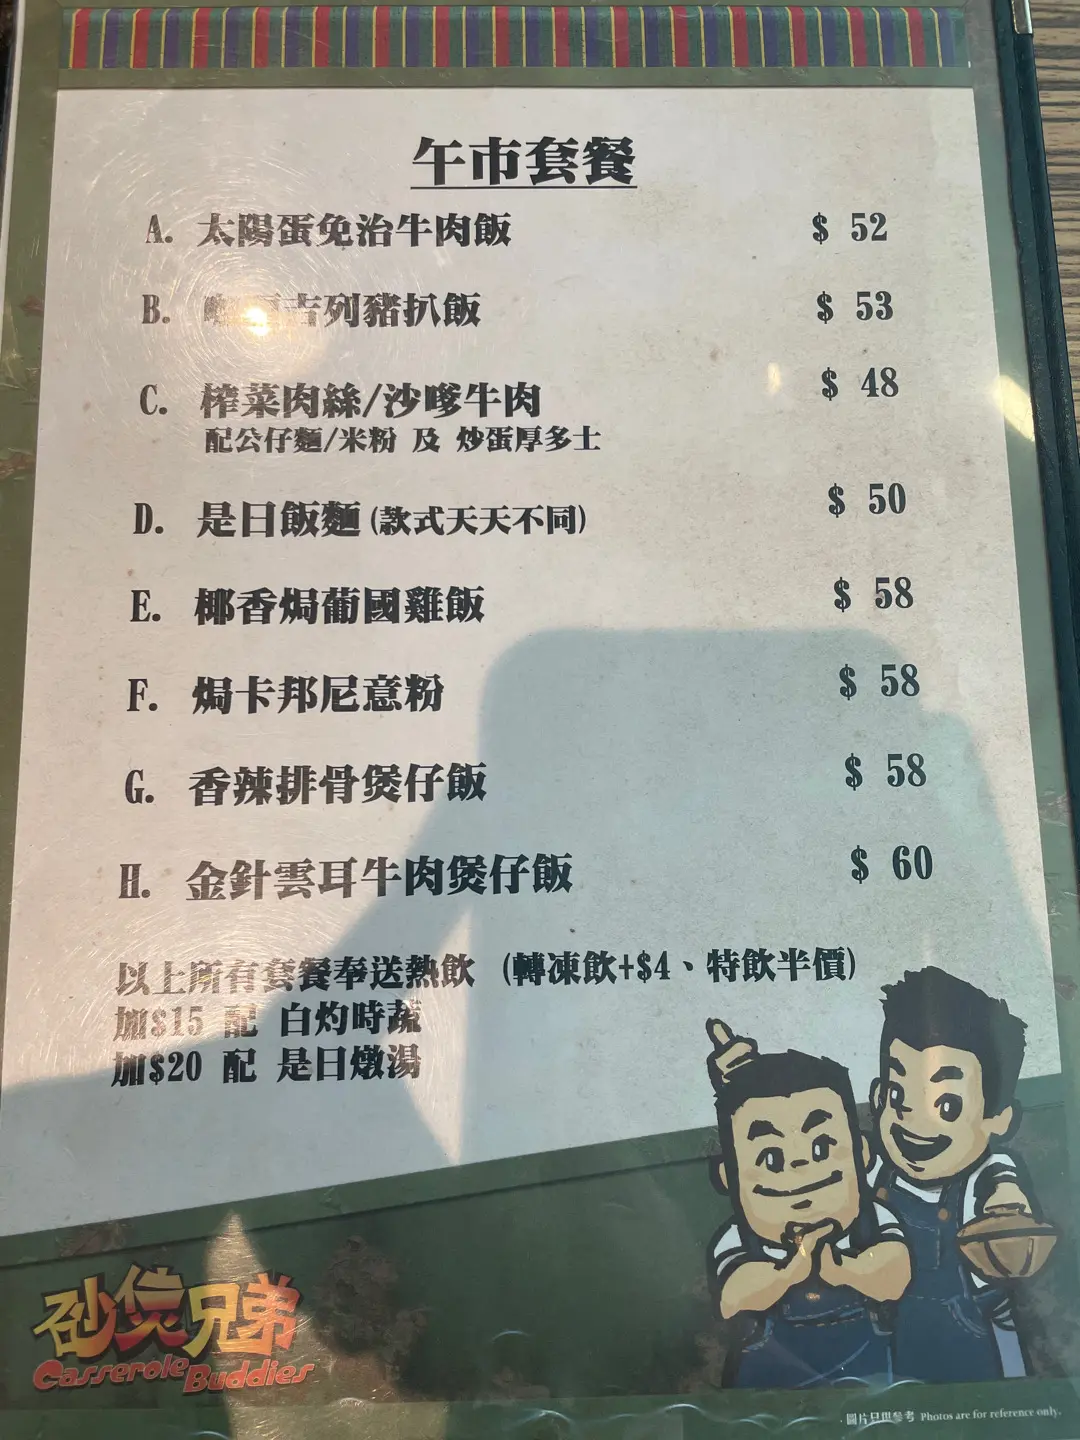 午市套餐
A. 太陽蛋免治牛肉飯 $ 52
B. 吉列豬扒飯 $ 53
C. 榨菜肉絲/沙嗲牛肉 $ 48
配公仔麵/米粉 及 炒蛋厚多士
D. 是日飯麵(款式天天不同) $ 50
E. 椰香焗葡國雞飯 $ 58
F. 焗卡邦尼意粉 $ 58
G. 香辣排骨煲仔飯 $ 58
H. 金針雲耳牛肉煲仔飯 $ 60
以上所有套餐奉送熱飲 (轉凍飲+$4、特飲半價)
加$15 配 白灼時蔬
加$20 配 是日燉湯
砂煲兄弟
Casserole Buddies
圖片只供參考 Photos are for reference only.